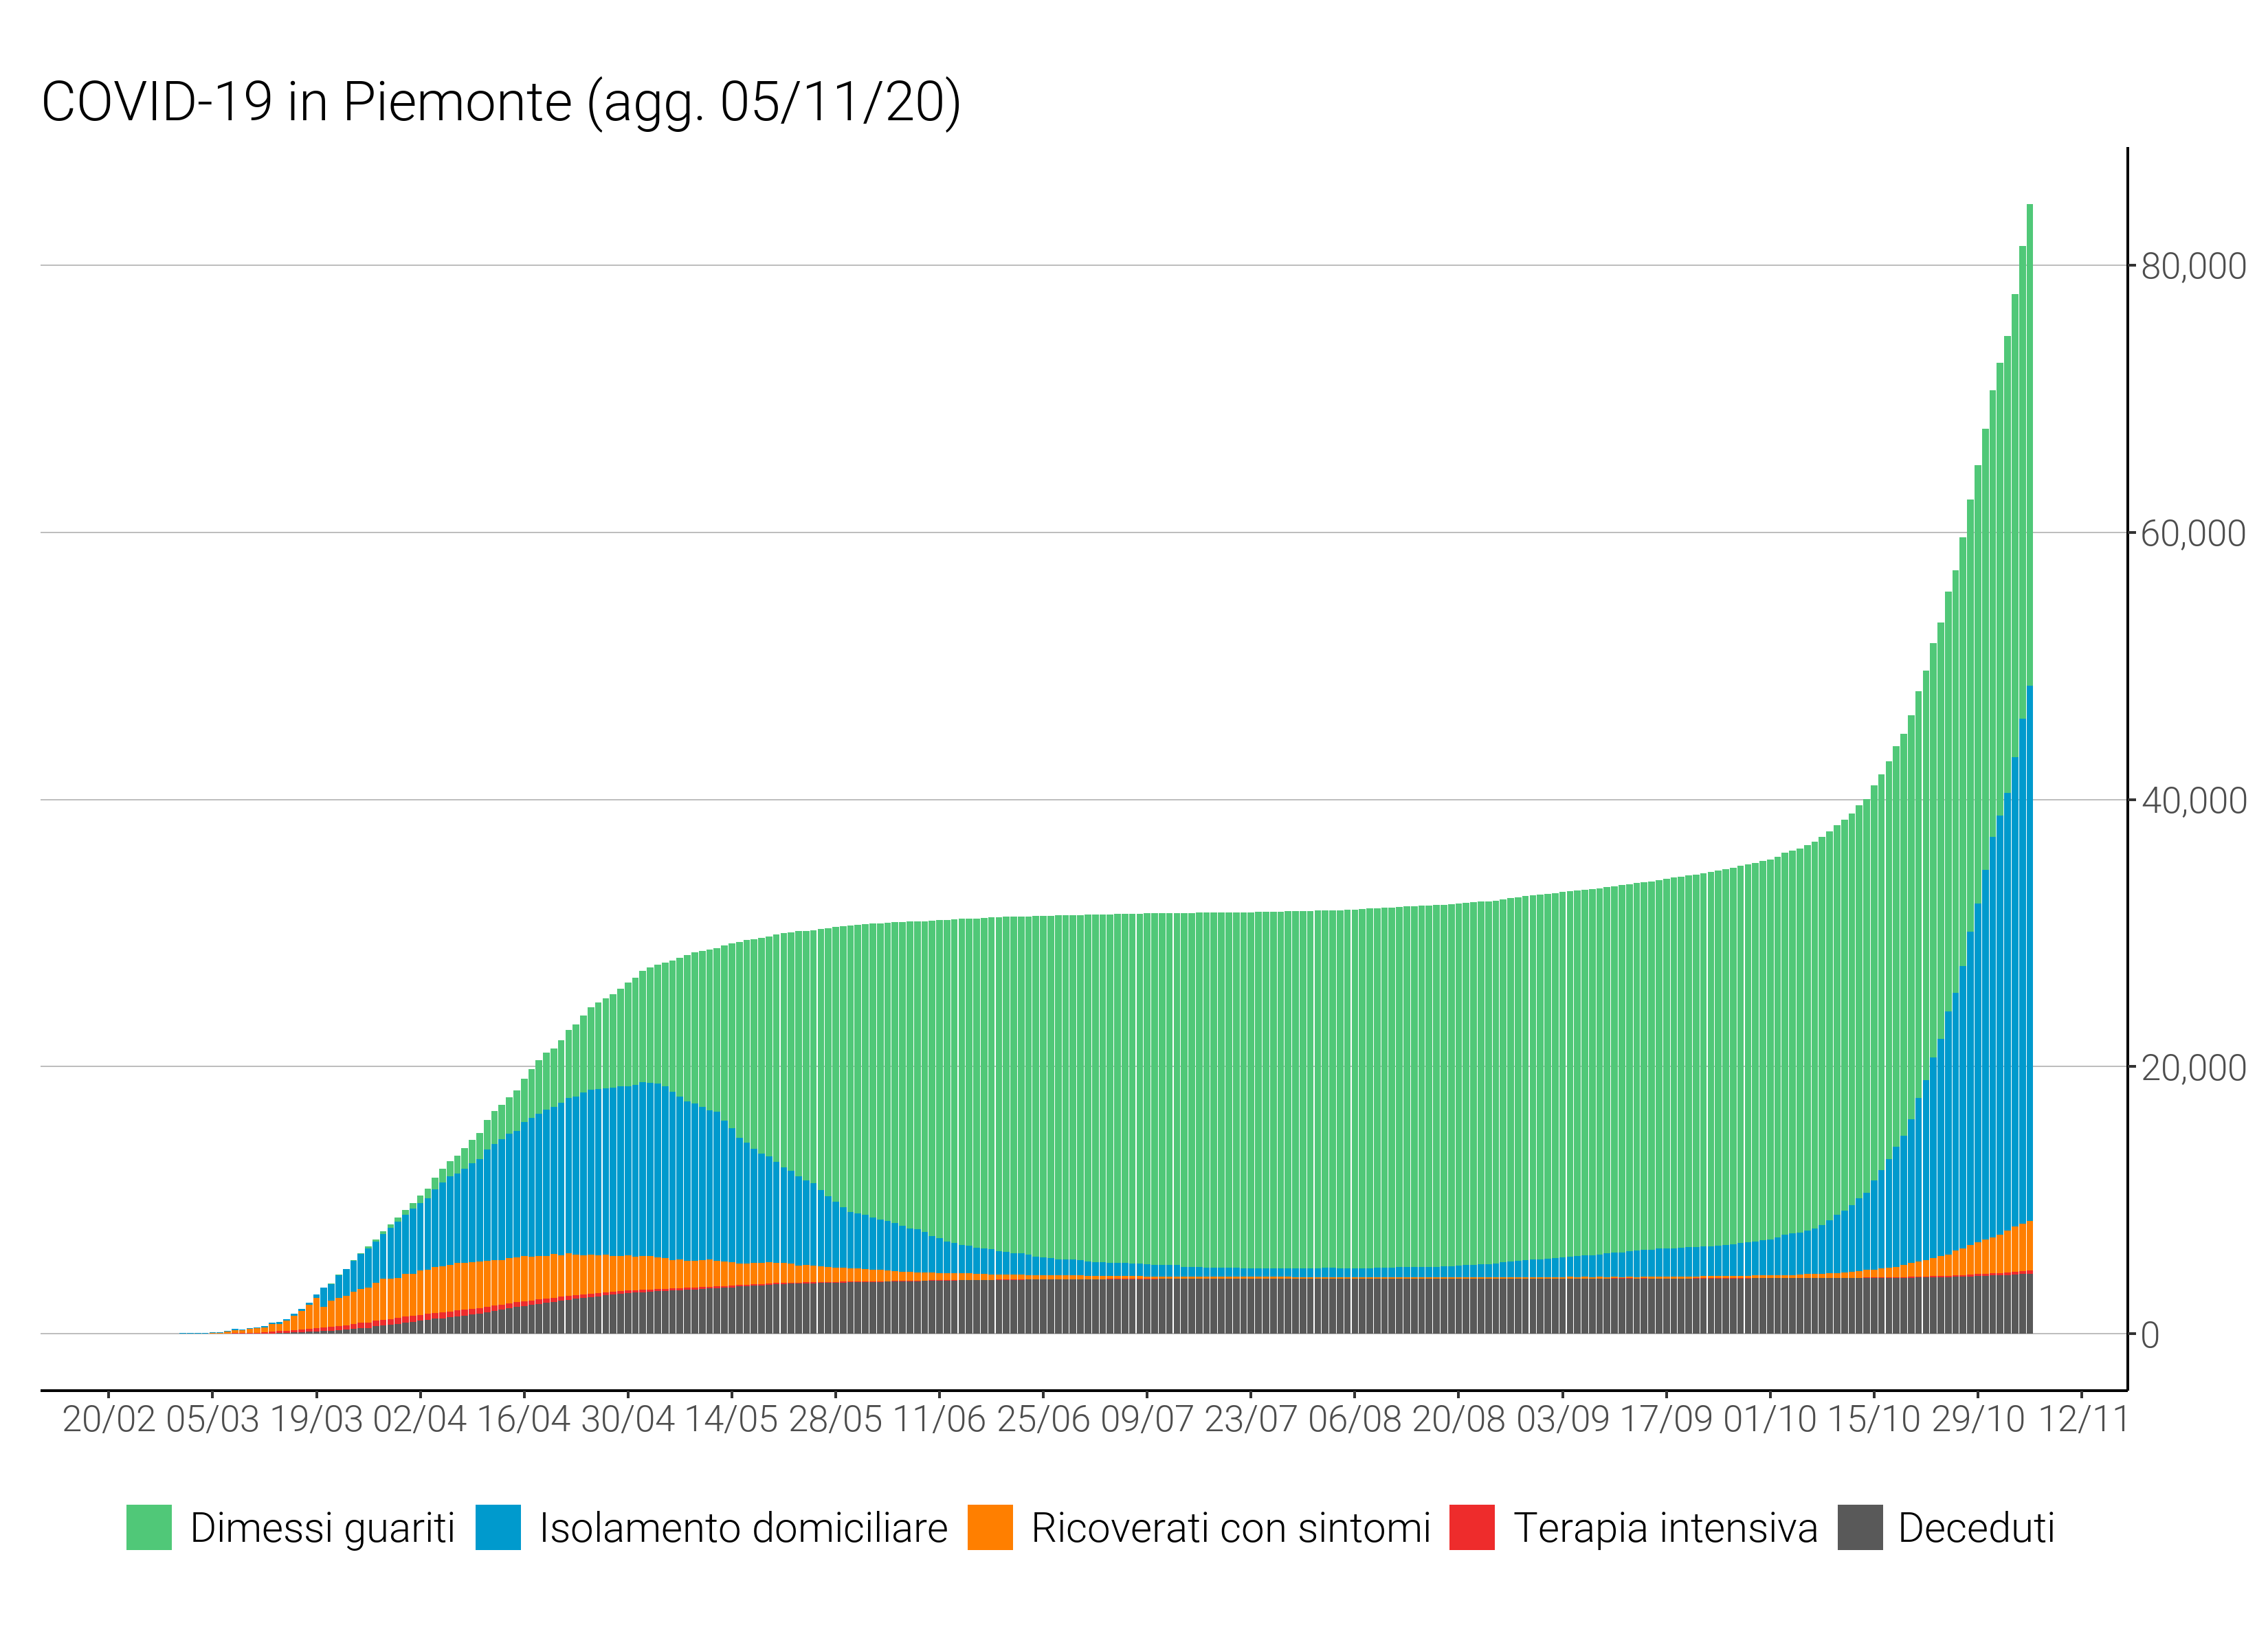 COVID-19 in Piemonte (agg. 05/11/20)
80,000
60,000
40,000
20,000
0
20/02 05/03 19/03 02/04 16/04 30/04 14/05 28/05 11/06 25/06 09/07 23/07 06/08 20/08 03/09 17/09 01/10 15/10 29/10 12/11
Dimessi guariti Isolamento domiciliare Ricoverati con sintomi Terapia intensiva Deceduti